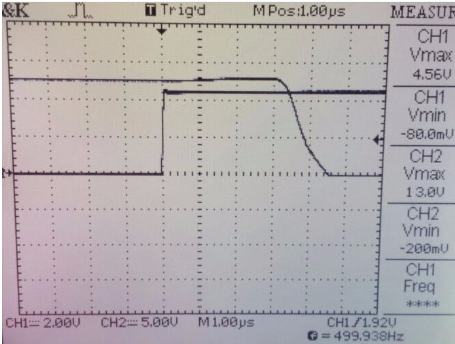 &K T Trig'd M Pos:1.00µs MEASUR
CH1
Vmax
4.56V
CH1
Vmin
-80.0mV
CH2
Vmax
13.0V
CH2
Vmin
-200mV
CH1
Freq
****
CH1 2.00V CH2 5.00V M1.00µs CH1 / 1.92V
= 499.938Hz